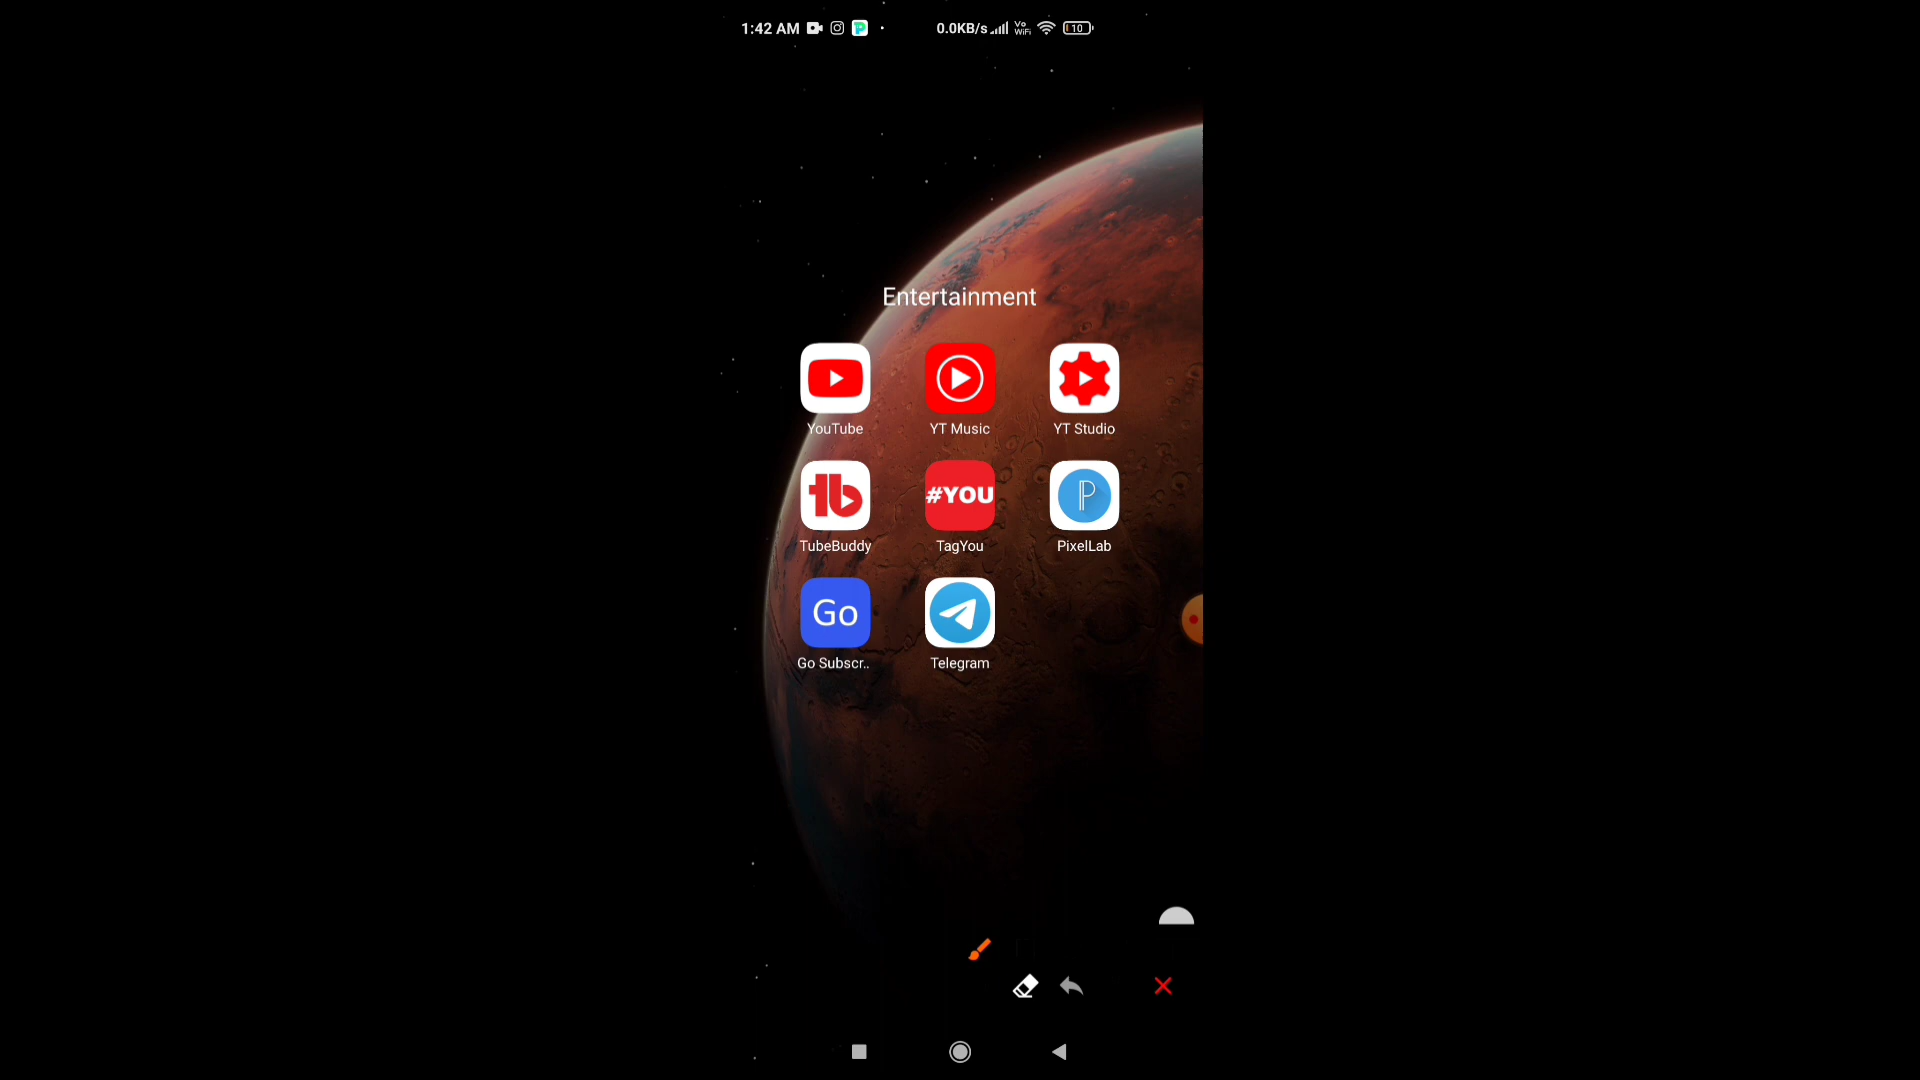 1:42 AM 0.0KB/s Vo WiFi 10
Entertainment
YouTube YT Music YT Studio
tb #YOU P
TubeBuddy TagYou PixelLab
Go
Go Subscr.. Telegram